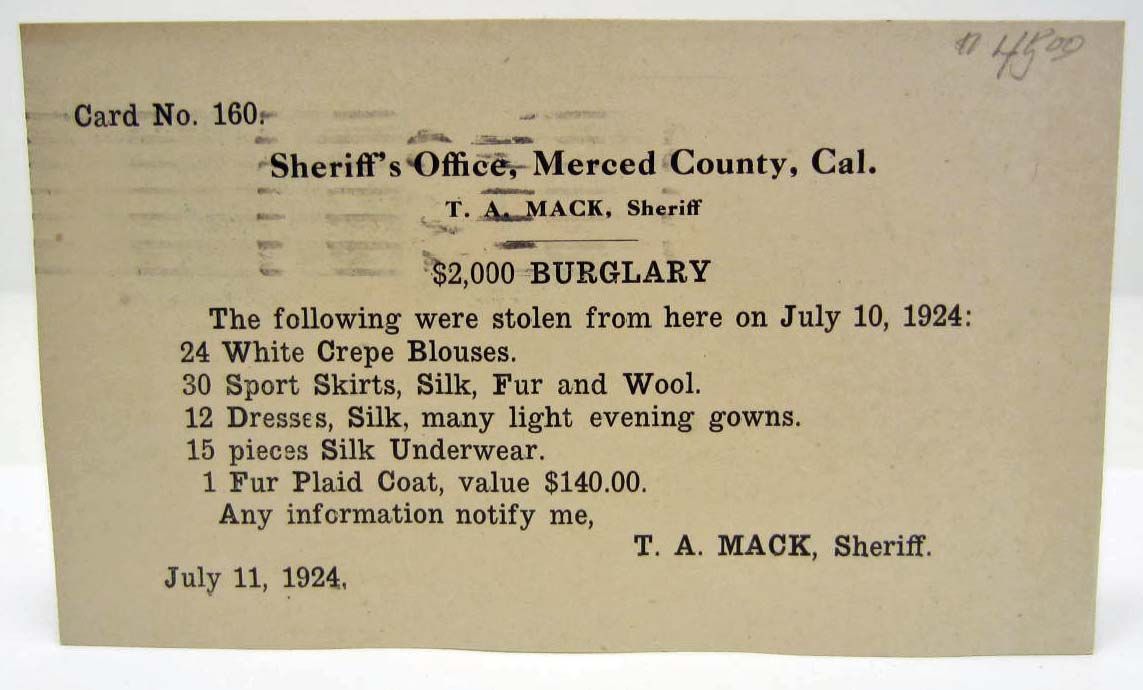 4500
Card No. 160.
Sheriff's Office, Merced County, Cal.
T. A. MACK, Sheriff
$2,000 BURGLARY
The following were stolen from here on July 10, 1924:
24 White Crepe Blouses.
30 Sport Skirts, Silk, Fur and Wool.
12 Dresses, Silk, many light evening gowns.
15 pieces Silk Underwear.
1 Fur Plaid Coat, value $140.00.
Any information notify me,
T. A. MACK, Sheriff.
July 11, 1924.